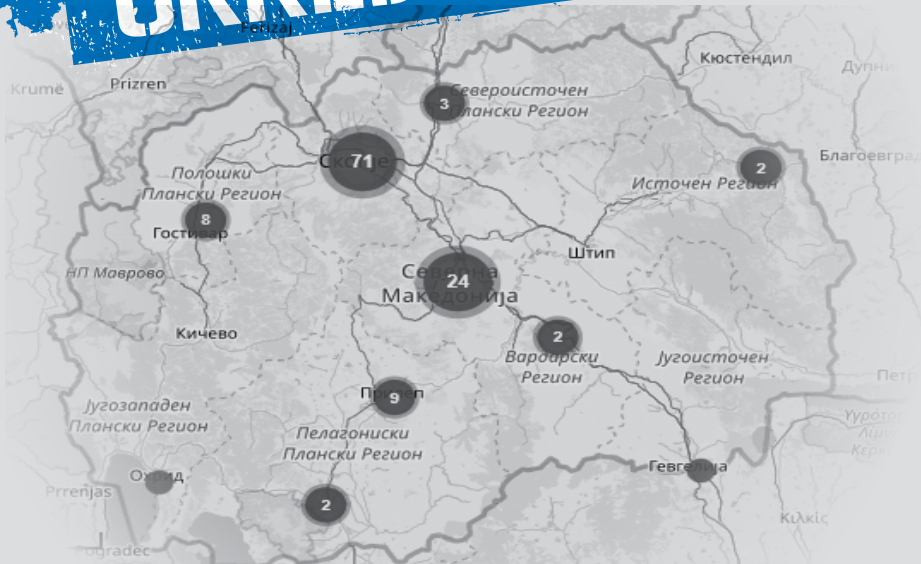 Ferizaj
Кюстендил
Krumë
Prizren
Североисточен
Плански Регион
3
Скопје
71
Благоевград
2
Источен Регион
Полошки
Плански Регион
8
Гостивар
Штип
НП Маврово
Северна
Македонија
24
Кичево
2
Вардарски
Регион
Југоисточен
Регион
Прилеп
9
Југозападен
Плански Регион
Пелагониски
Плански Регион
Гевгелија
Охрид
Prrenjas
2
Κιλκίς
ogradec